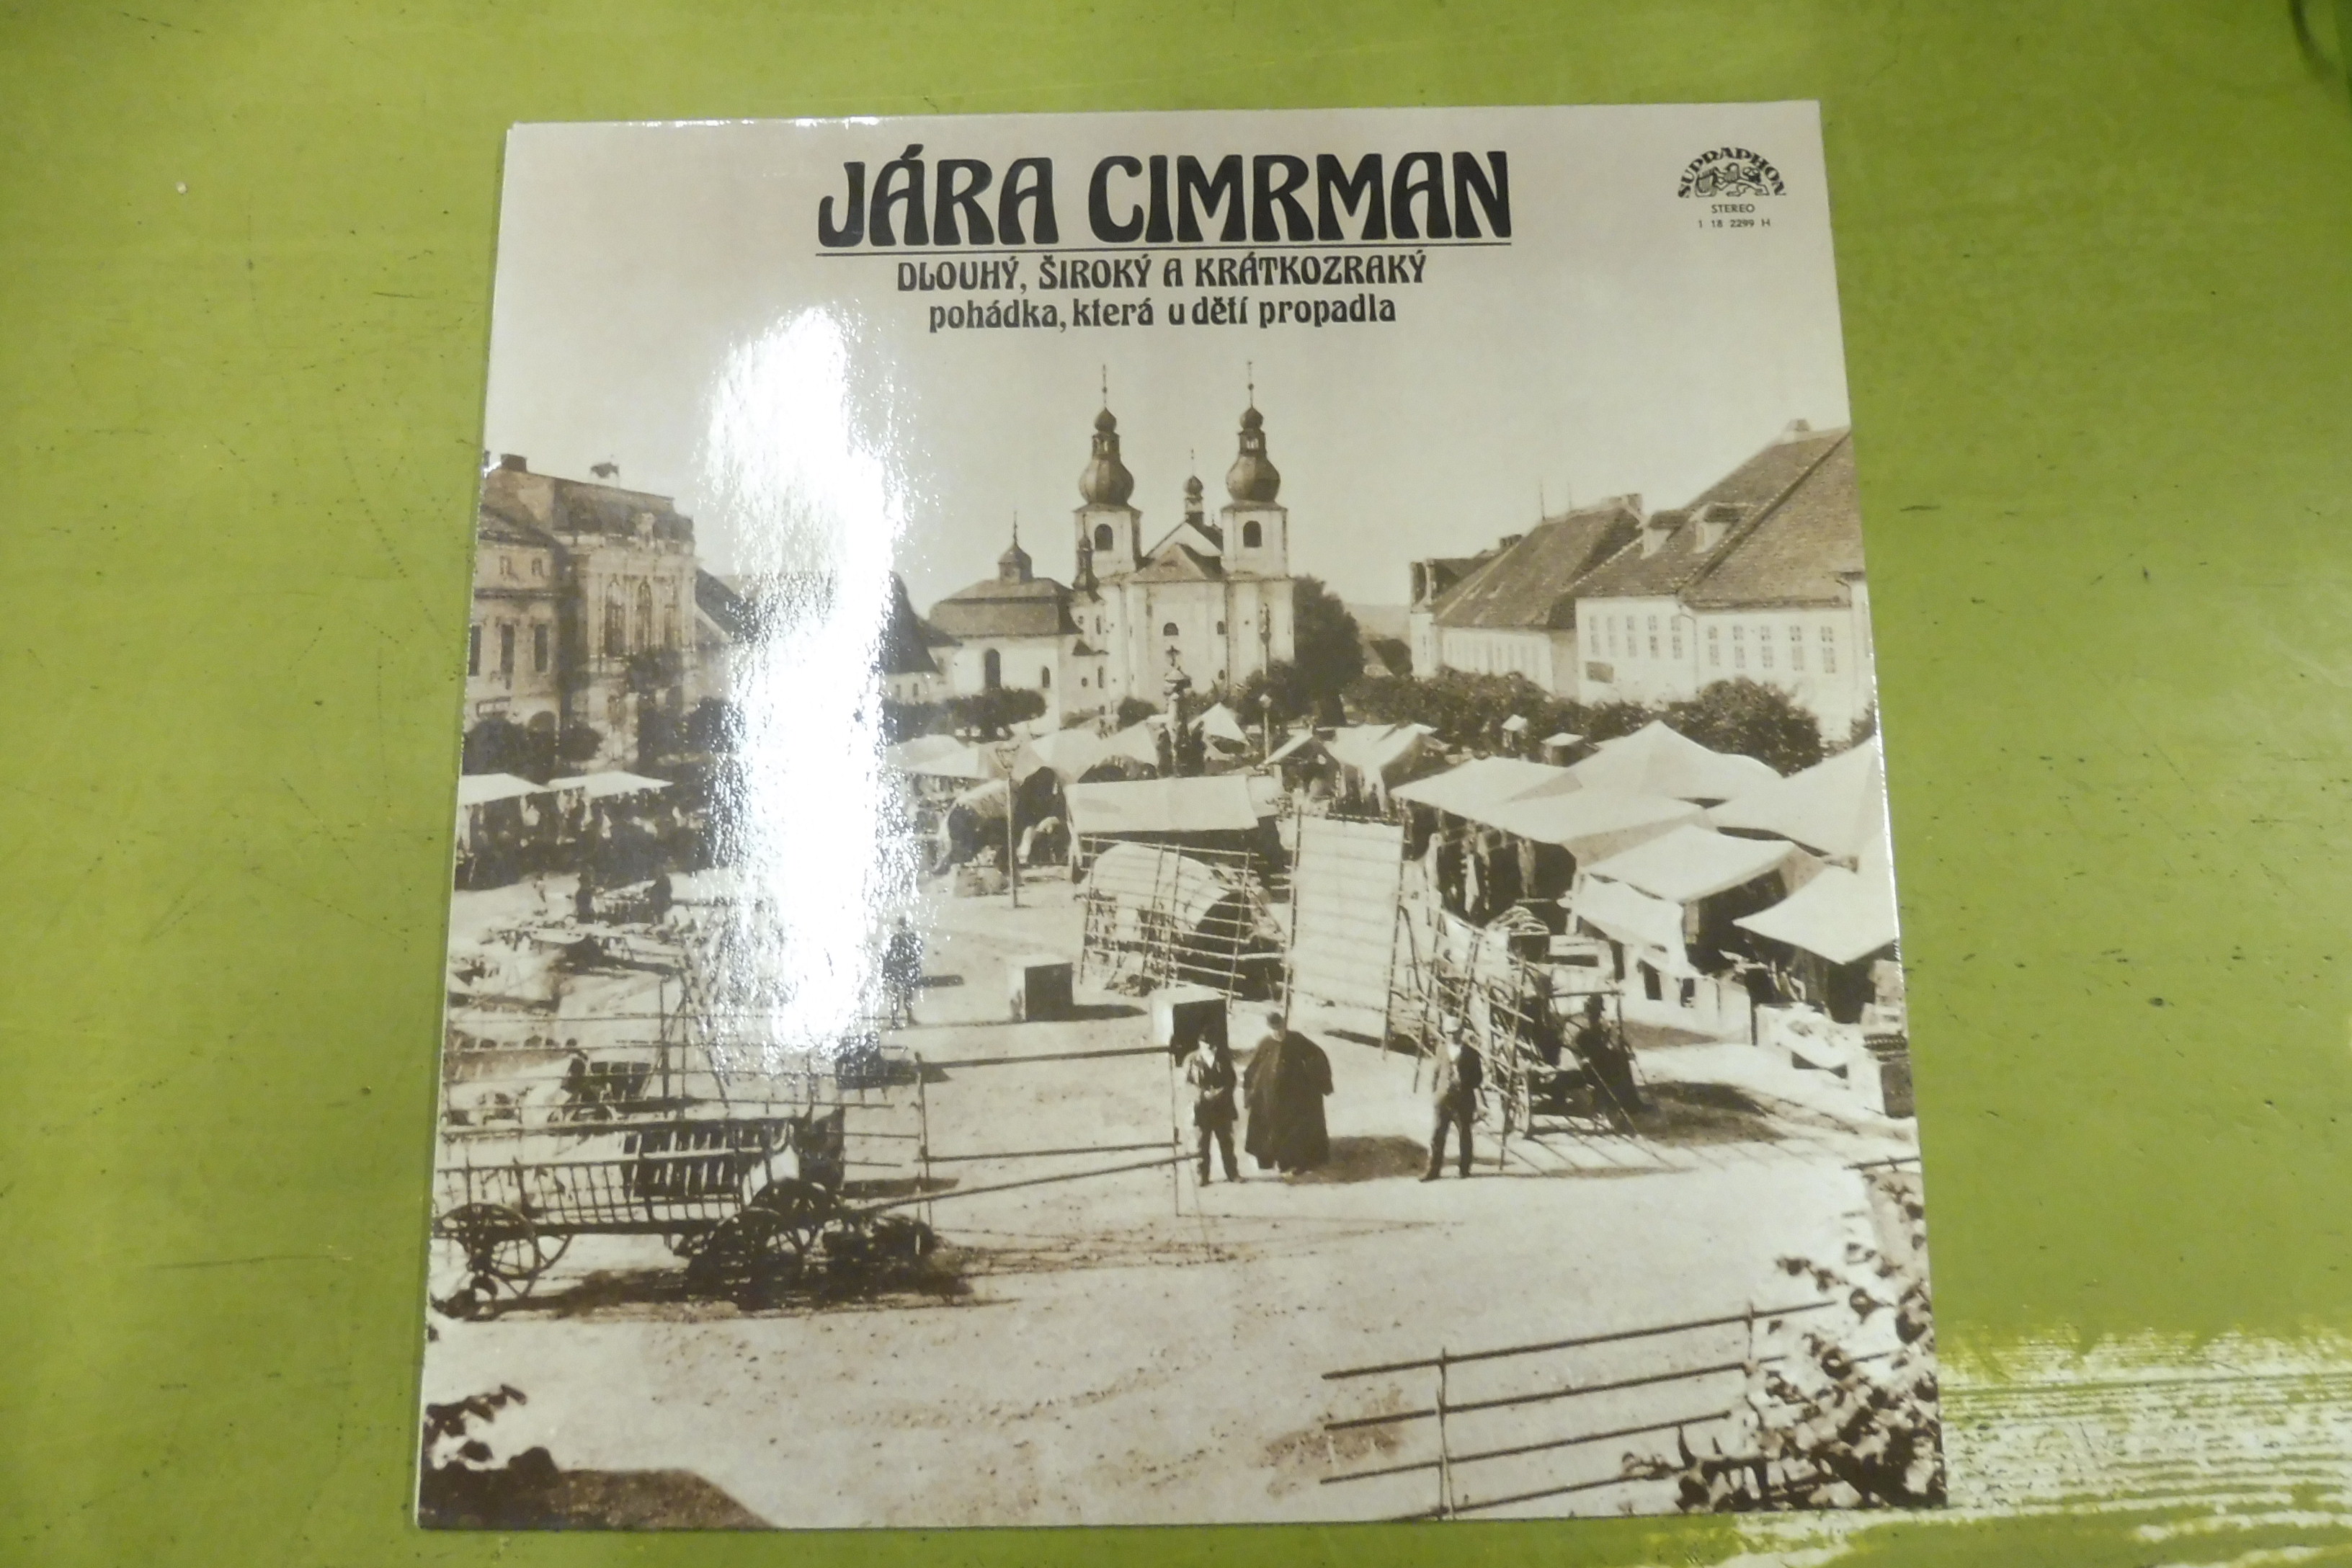 JÁRA CIMRMAN
DLOUHÝ, ŠIROKÝ A KRÁTKOZRAKÝ
pohádka, která u dětí propadla
SUPRAPHON
STEREO
1 18 2299 H